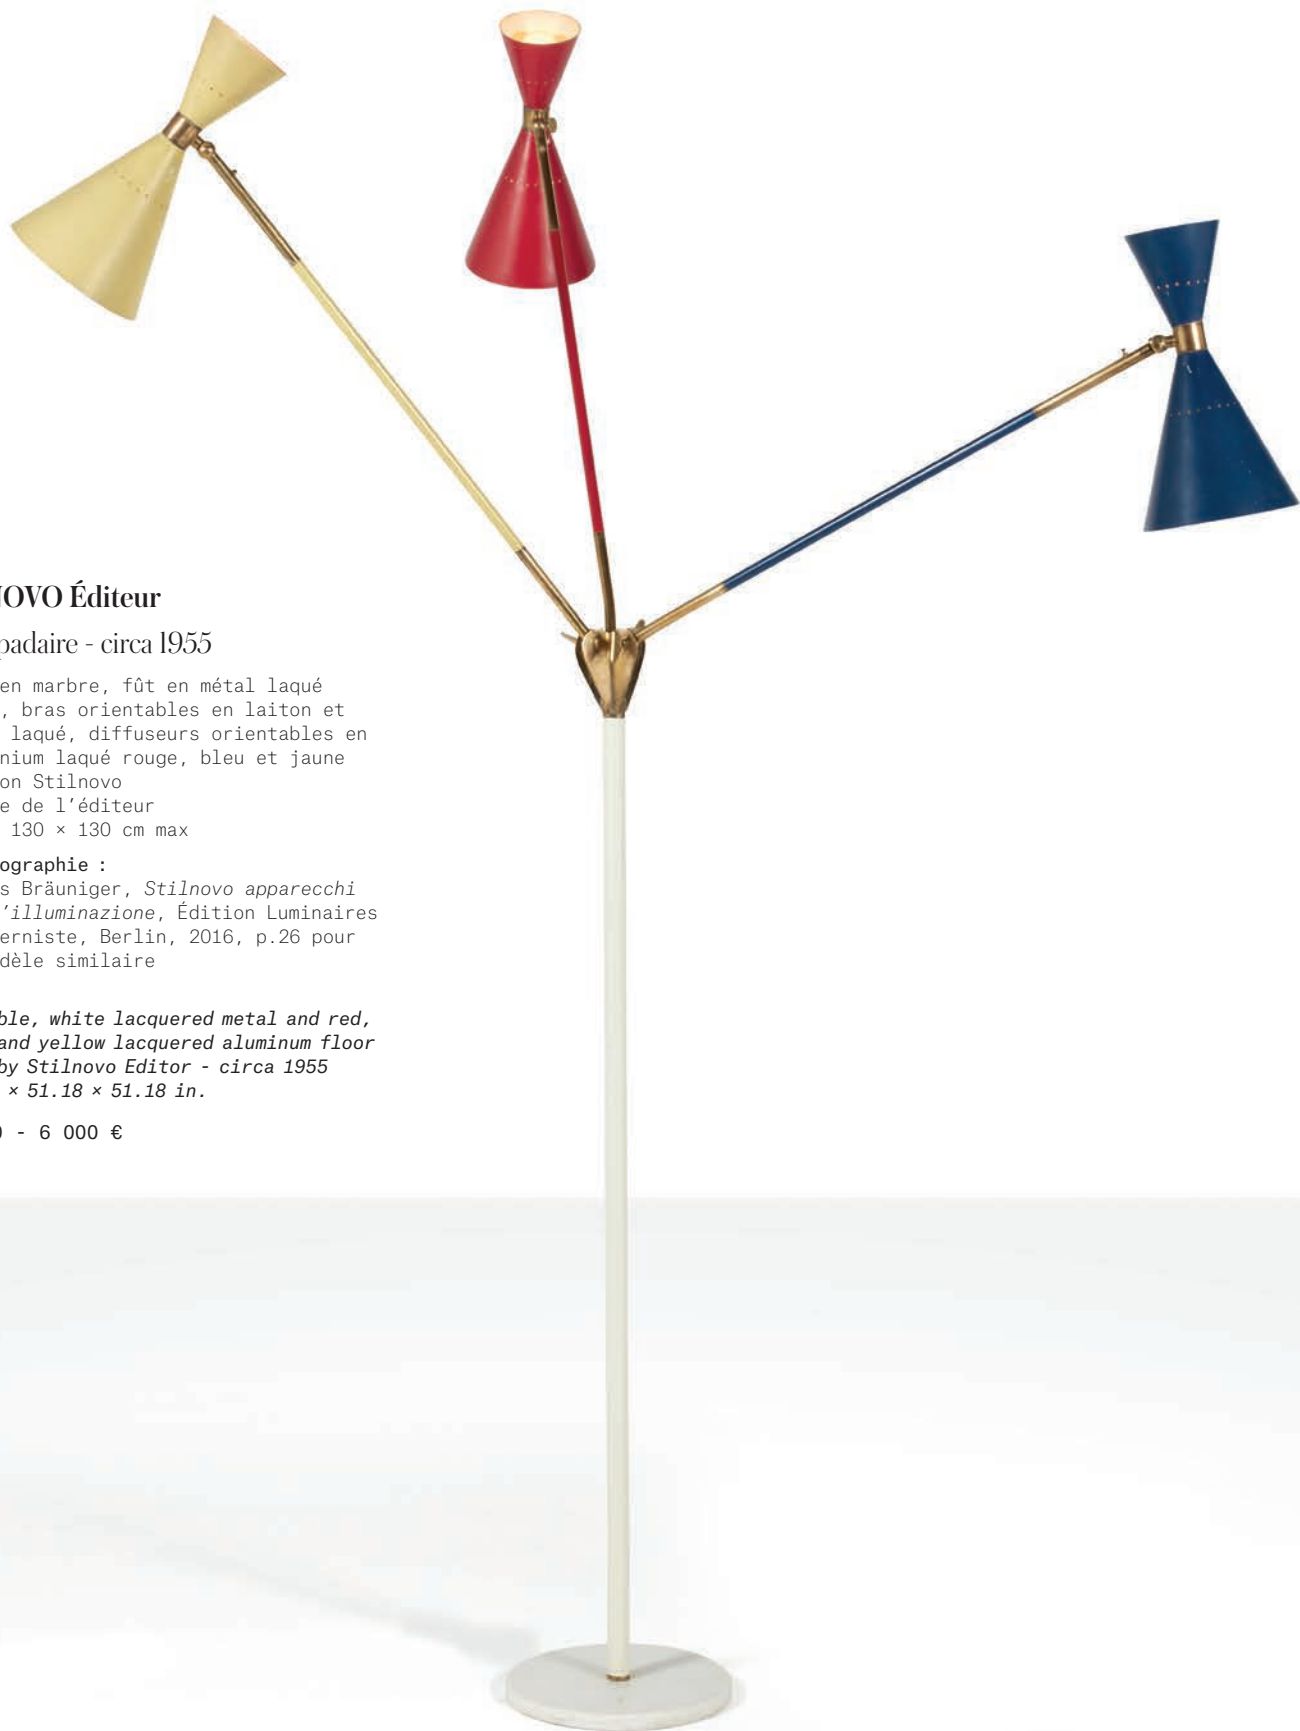 NOVO Éditeur
padaire - circa 1955
en marbre, fût en métal laqué
, bras orientables en laiton et
laqué, diffuseurs orientables en
nium laqué rouge, bleu et jaune
on Stilnovo
e de l’éditeur
130 × 130 cm max
ographie :
s Bräuniger, Stilnovo apparecchi
’illuminazione, Édition Luminaires
erniste, Berlin, 2016, p.26 pour
dèle similaire
ble, white lacquered metal and red,
and yellow lacquered aluminum floor
by Stilnovo Editor - circa 1955
× 51.18 × 51.18 in.
0 - 6 000 €